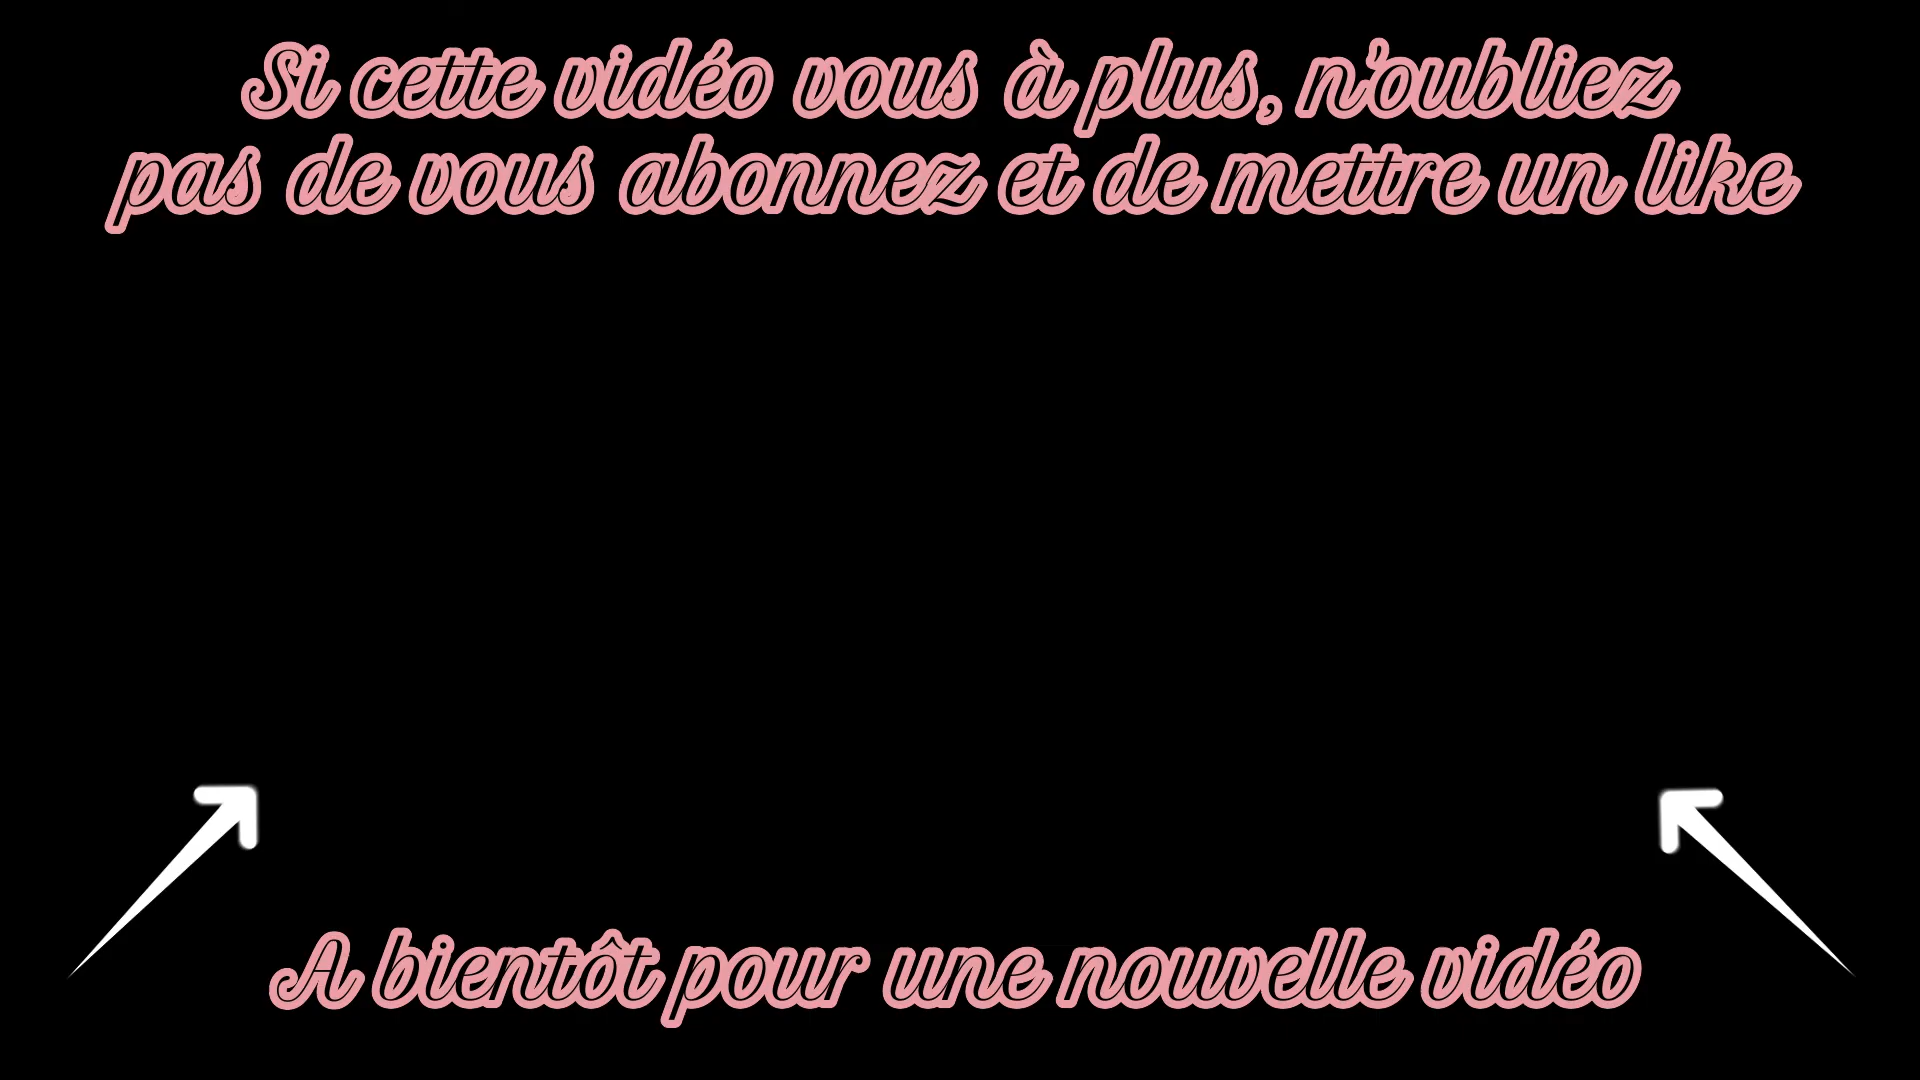 Si cette vidéo vous à plus, n'oubliez
pas de vous abonnez et de mettre un like
A bientôt pour une nouvelle vidéo